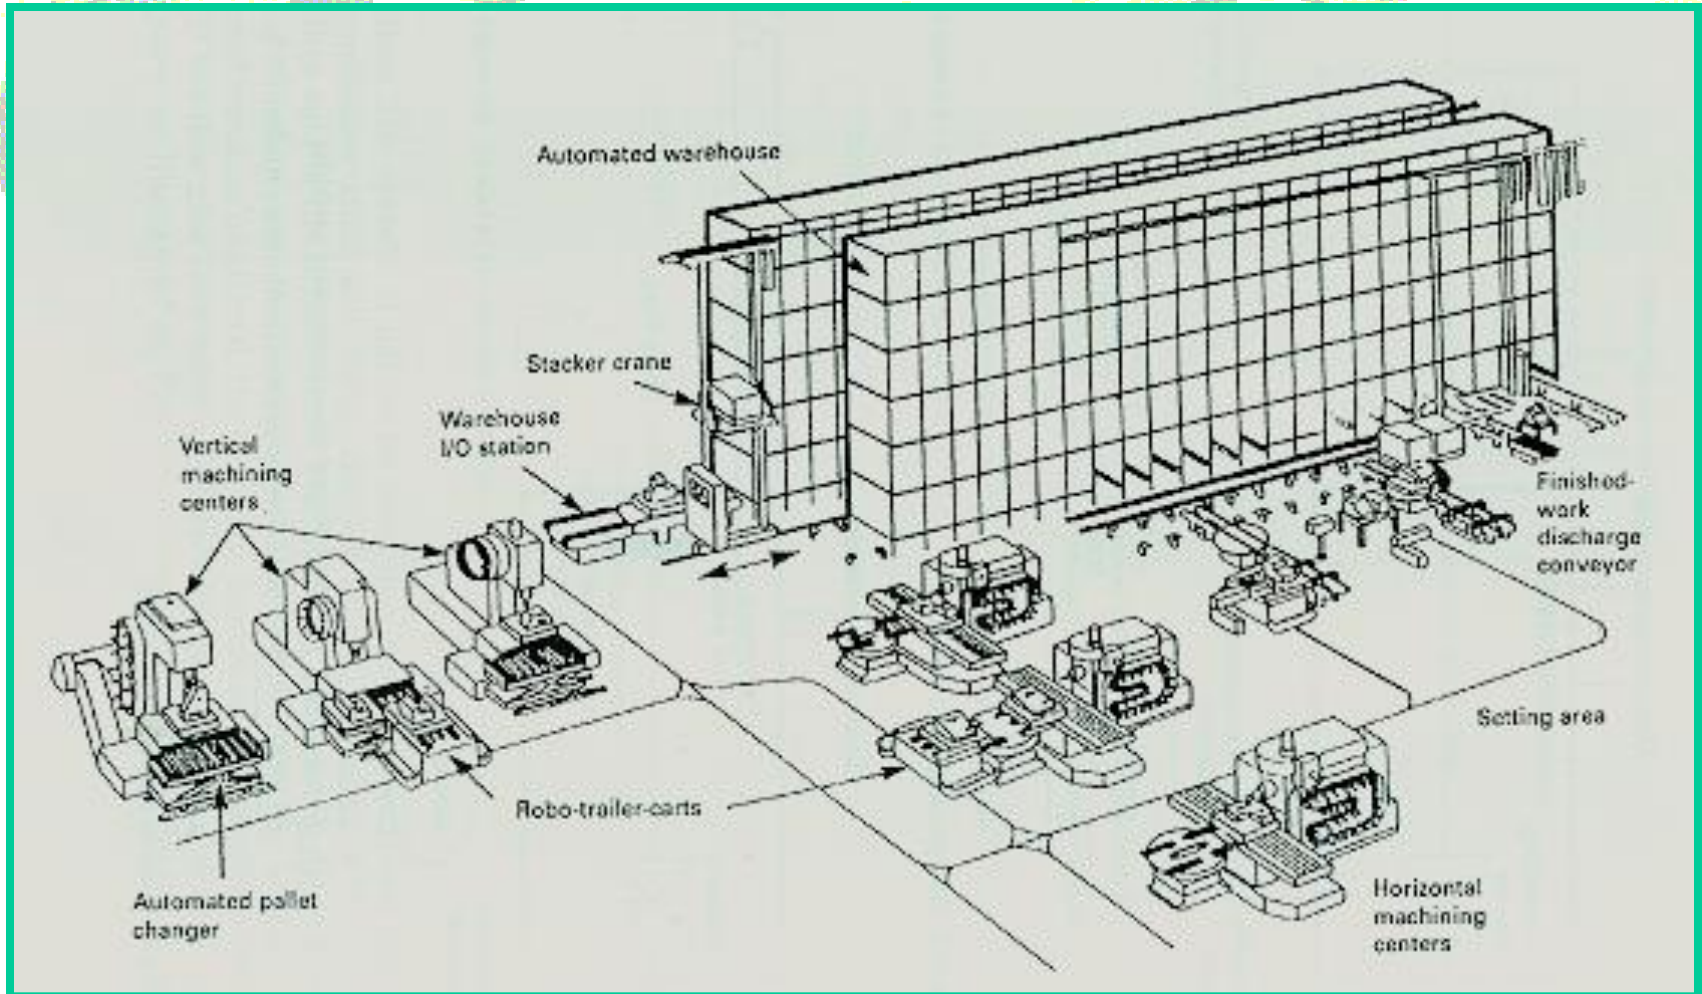 Automated warehouse
Stacker crane
Warehouse
I/O station
Vertical
machining
centers
Finished-
work
discharge
conveyor
Setting area
Robo-trailer-carts
Automated pallet
changer
Horizontal
machining
centers